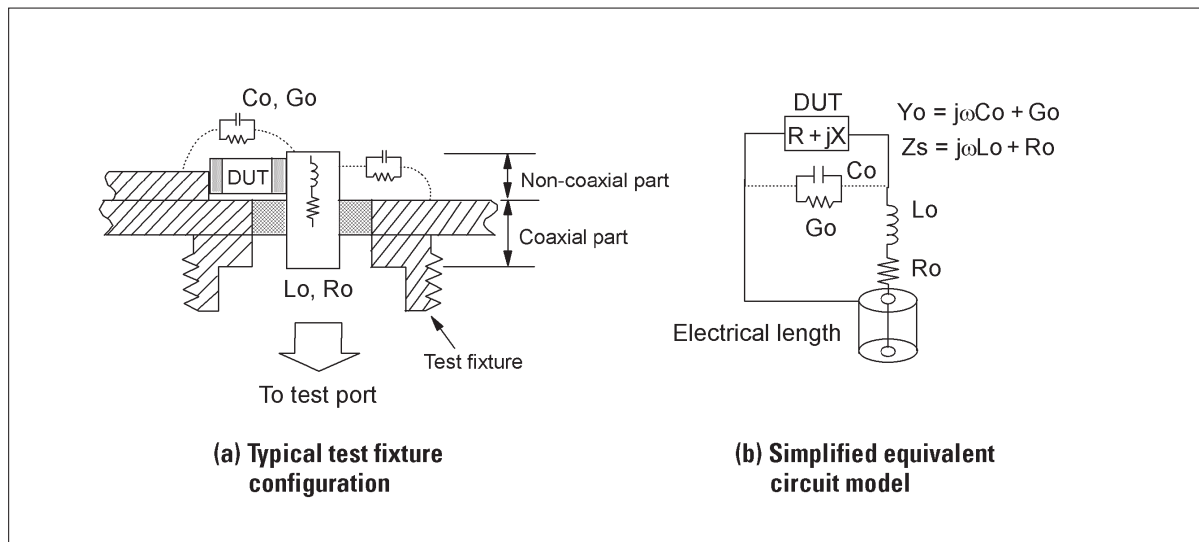 Co, Go
DUT
Non-coaxial part
Coaxial part
Lo, Ro
Test fixture
To test port
(a) Typical test fixture
configuration
DUT
R + jX
Yo = jωCo + Go
Zs = jωLo + Ro
Co
Go
Lo
Ro
Electrical length
(b) Simplified equivalent
circuit model